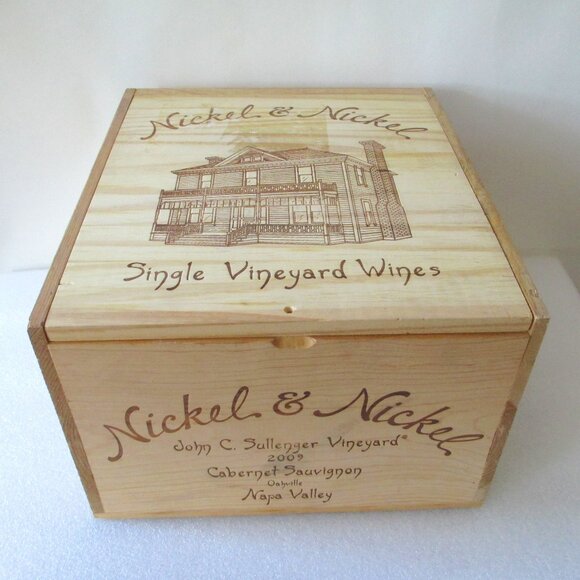 Nickel & Nickel
Single Vineyard Wines
Nickel & Nickel
John C. Sullenger Vineyard®
2009
Cabernet Sauvignon
Oakville
Napa Valley